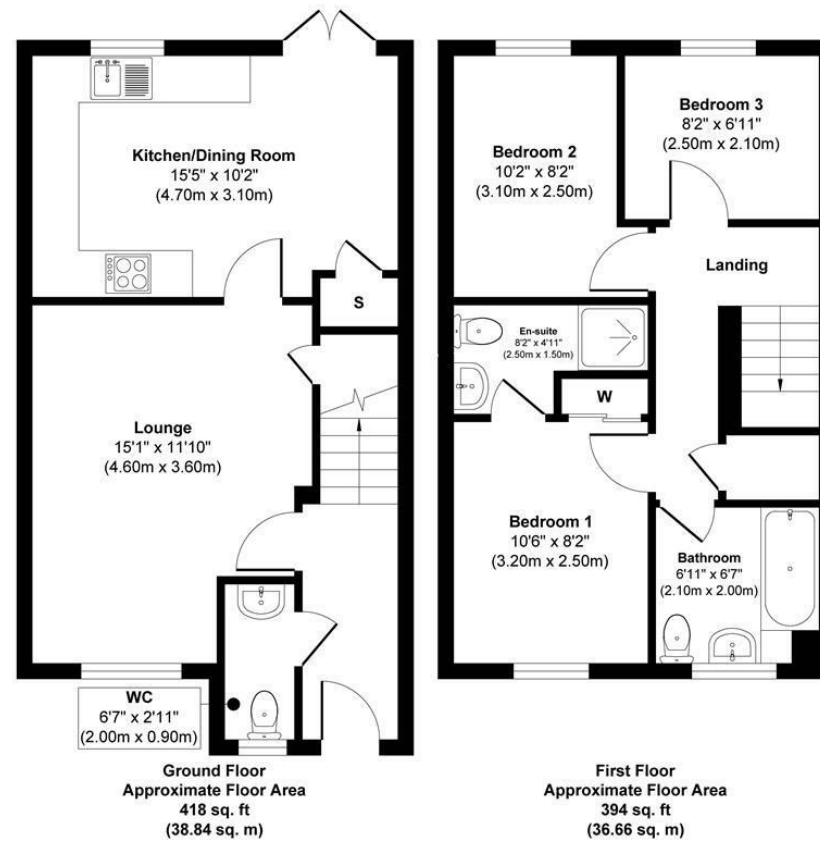 Kitchen/Dining Room
15'5" x 10'2"
(4.70m x 3.10m)
S
Lounge
15'1" x 11'10"
(4.60m x 3.60m)
WC
6'7" x 2'11"
(2.00m x 0.90m)
Ground Floor
Approximate Floor Area
418 sq. ft
(38.84 sq. m)
Bedroom 2
10'2" x 8'2"
(3.10m x 2.50m)
Bedroom 3
8'2" x 6'11"
(2.50m x 2.10m)
Landing
En-suite
8'2" x 4'11"
(2.50m x 1.50m)
W
Bedroom 1
10'6" x 8'2"
(3.20m x 2.50m)
Bathroom
6'11" x 6'7"
(2.10m x 2.00m)
First Floor
Approximate Floor Area
394 sq. ft
(36.66 sq. m)